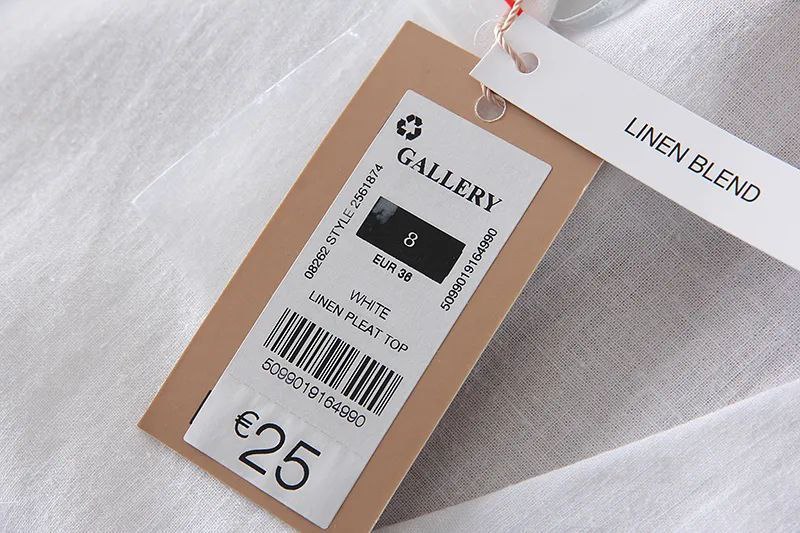 LINEN BLEND
GALLERY
08262 STYLE 2561874
8
EUR 36
5099019164990
WHITE
LINEN PLEAT TOP
5099019164990
€25